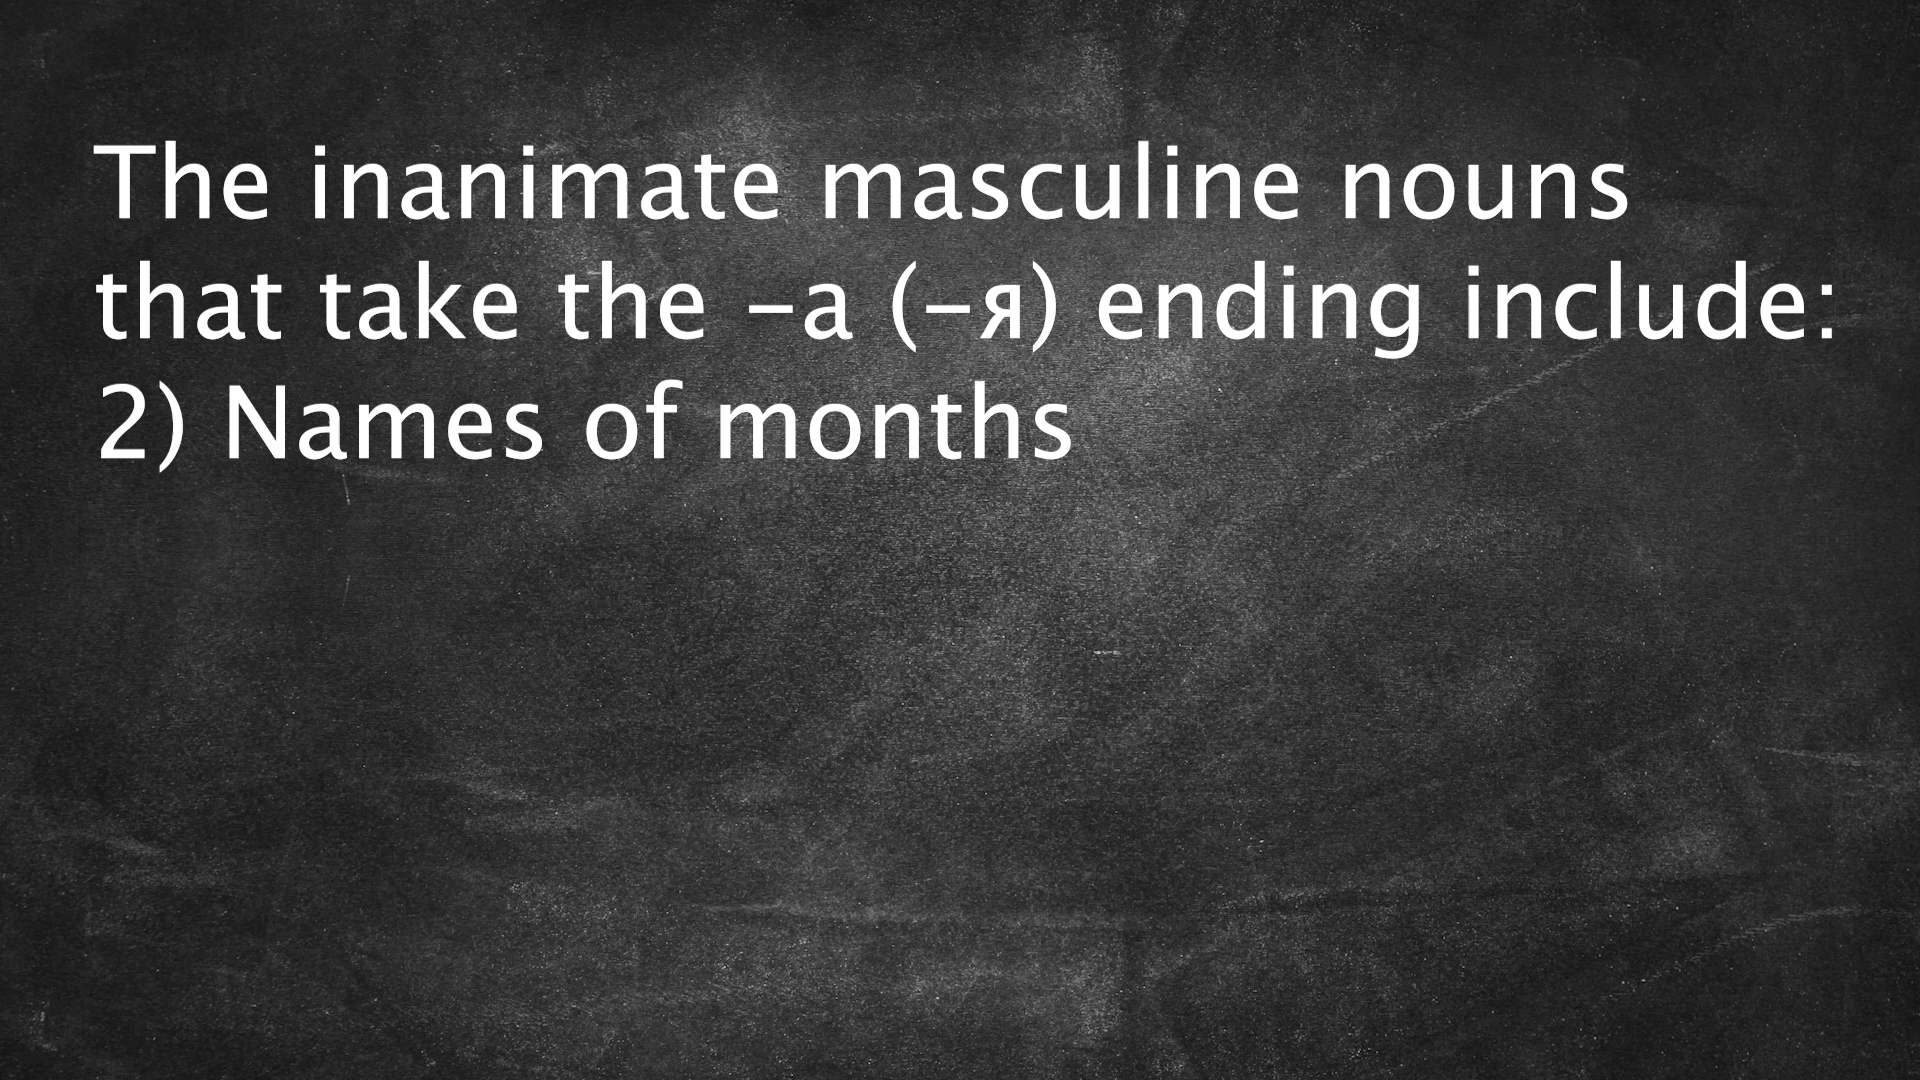 The inanimate masculine nouns
that take the –а (–я) ending include:
2) Names of months